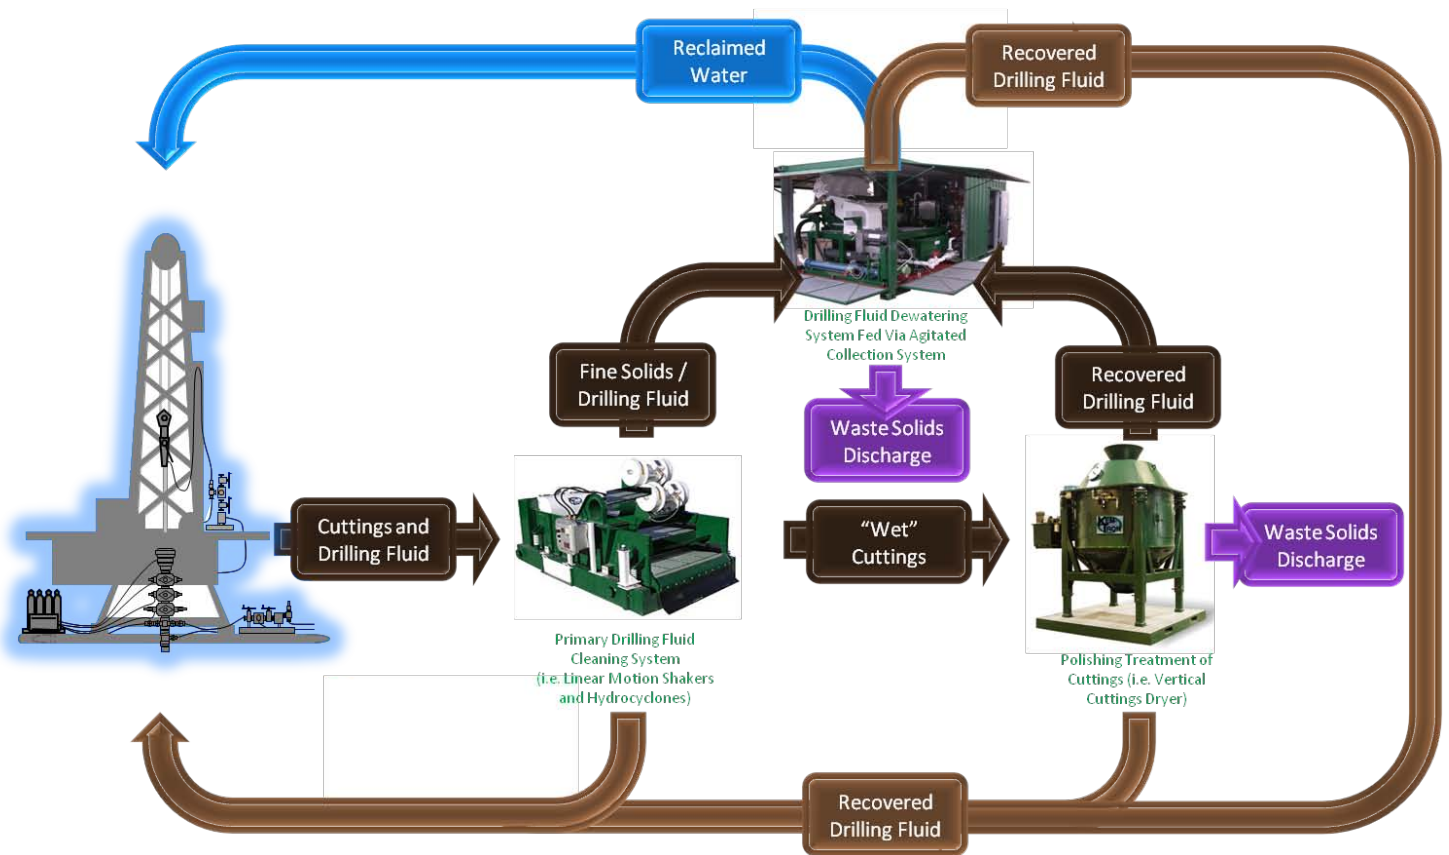 Reclaimed
Water
Recovered
Drilling Fluid
Drilling Fluid Dewatering
System Fed Via Agitated
Collection System
Fine Solids /
Drilling Fluid
Recovered
Drilling Fluid
Waste Solids
Discharge
Cuttings and
Drilling Fluid
"Wet"
Cuttings
Waste Solids
Discharge
Primary Drilling Fluid
Cleaning System
(i.e. Linear Motion Shakers
and Hydrocyclones)
Polishing Treatment of
Cuttings (i.e. Vertical
Cuttings Dryer)
Recovered
Drilling Fluid